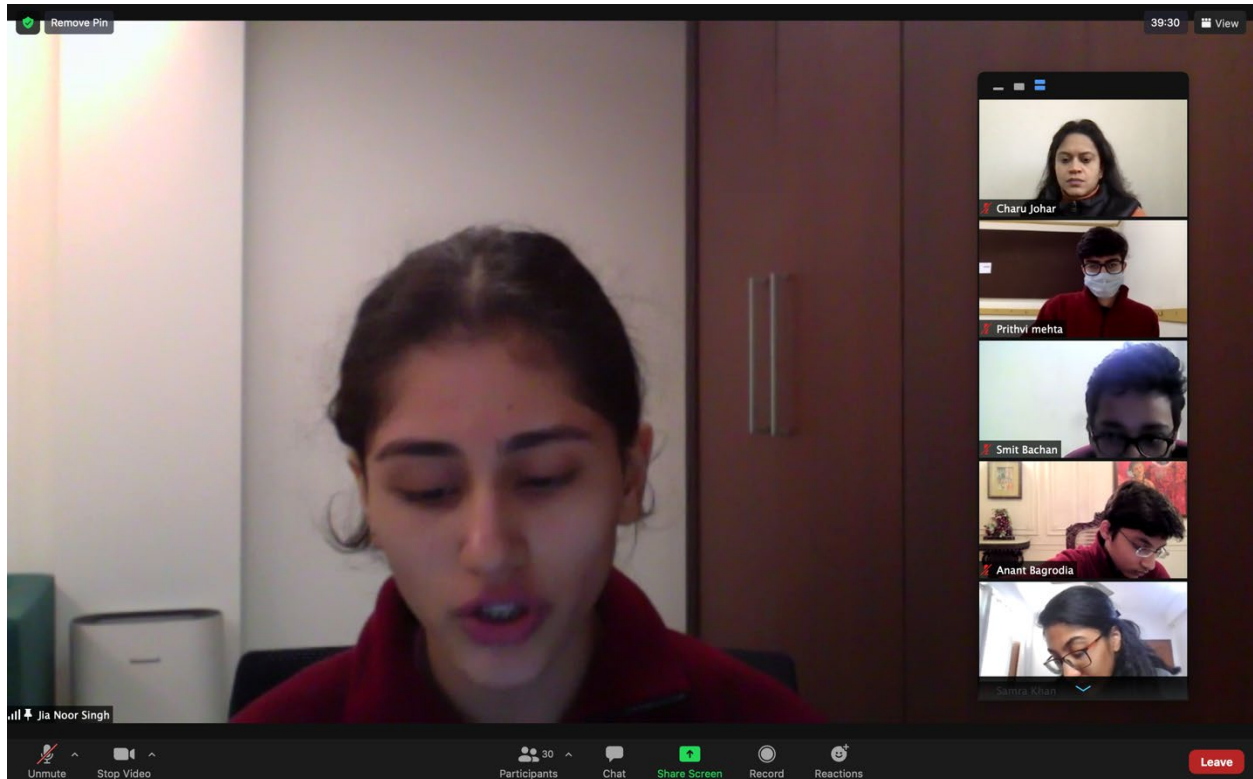 Remove Pin
39:30
View
Charu Johar
Prithvi mehta
Smit Bachan
Anant Bagrodia
Samra Khan
Jia Noor Singh
Unmute
Stop Video
30
Participants
Chat
Share Screen
Record
Reactions
Leave